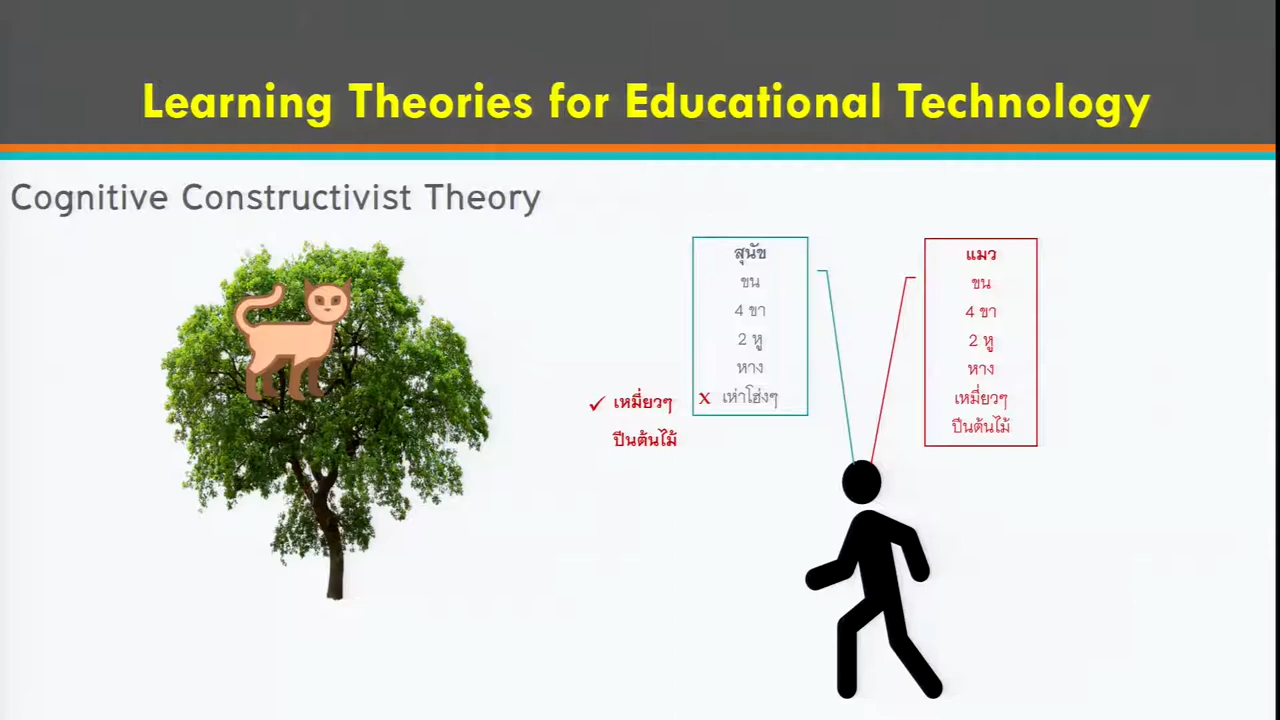 Learning Theories for Educational Technology
Cognitive Constructivist Theory
สุนัข
ขน
4 ขา
2 หู
หาง
x เห่าโฮ่งๆ
✓ เหมี่ยวๆ
ปีนต้นไม้
แมว
ขน
4 ขา
2 หู
หาง
เหมี่ยวๆ
ปีนต้นไม้